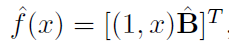 f̂(x) = [(1, x)𝐁̂]ᵀ.